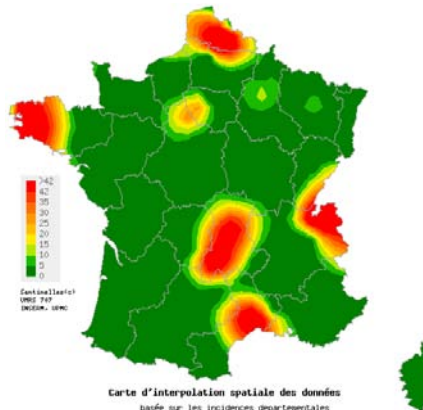 >42
42
35
30
25
20
15
10
5
0
Sentinelles(c)
UMRS 707
INSERM, UPMC
Carte d'interpolation spatiale des données
basée sur les incidences departementales